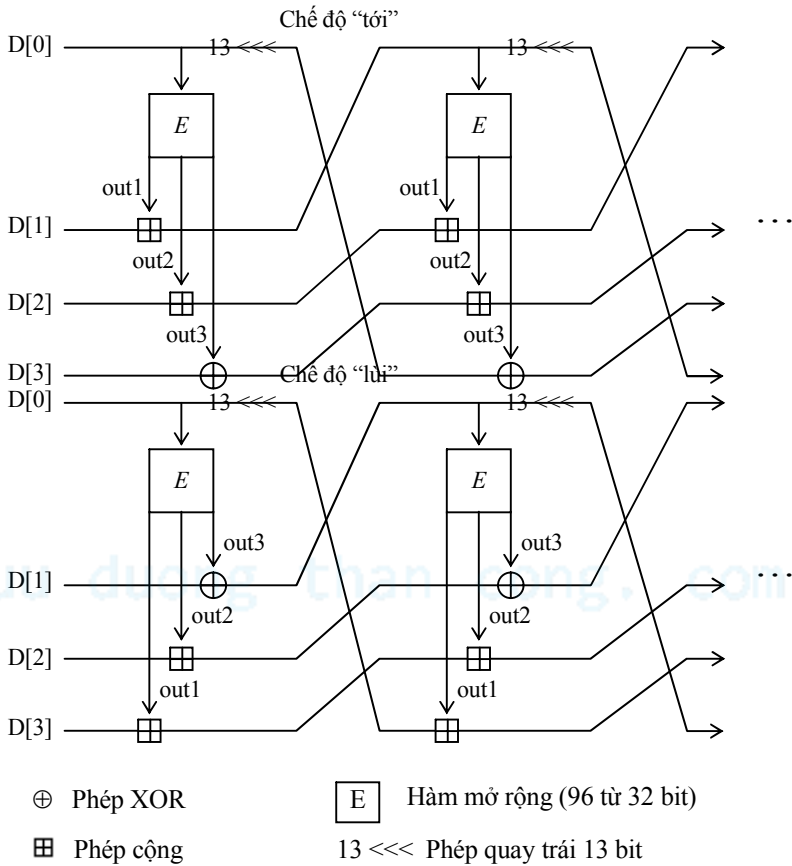 Chế độ “tới”
D[0]
13 <<<
13 <<<
E
E
out1
out1
D[1]
...
out2
out2
D[2]
out3
out3
D[3]
Chế độ “lùi”
D[0]
13 <<<
13 <<<
E
E
out3
out3
D[1]
...
out2
out2
D[2]
out1
out1
D[3]
Phép XOR
E Hàm mở rộng (96 từ 32 bit)
Phép cộng
13 <<< Phép quay trái 13 bit